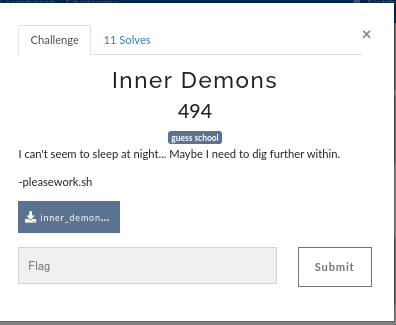 Challenge
11 Solves
×
Inner Demons
494
guess school
I can't seem to sleep at night... Maybe I need to dig further within.
-pleasework.sh
inner_demon...
Flag
Submit